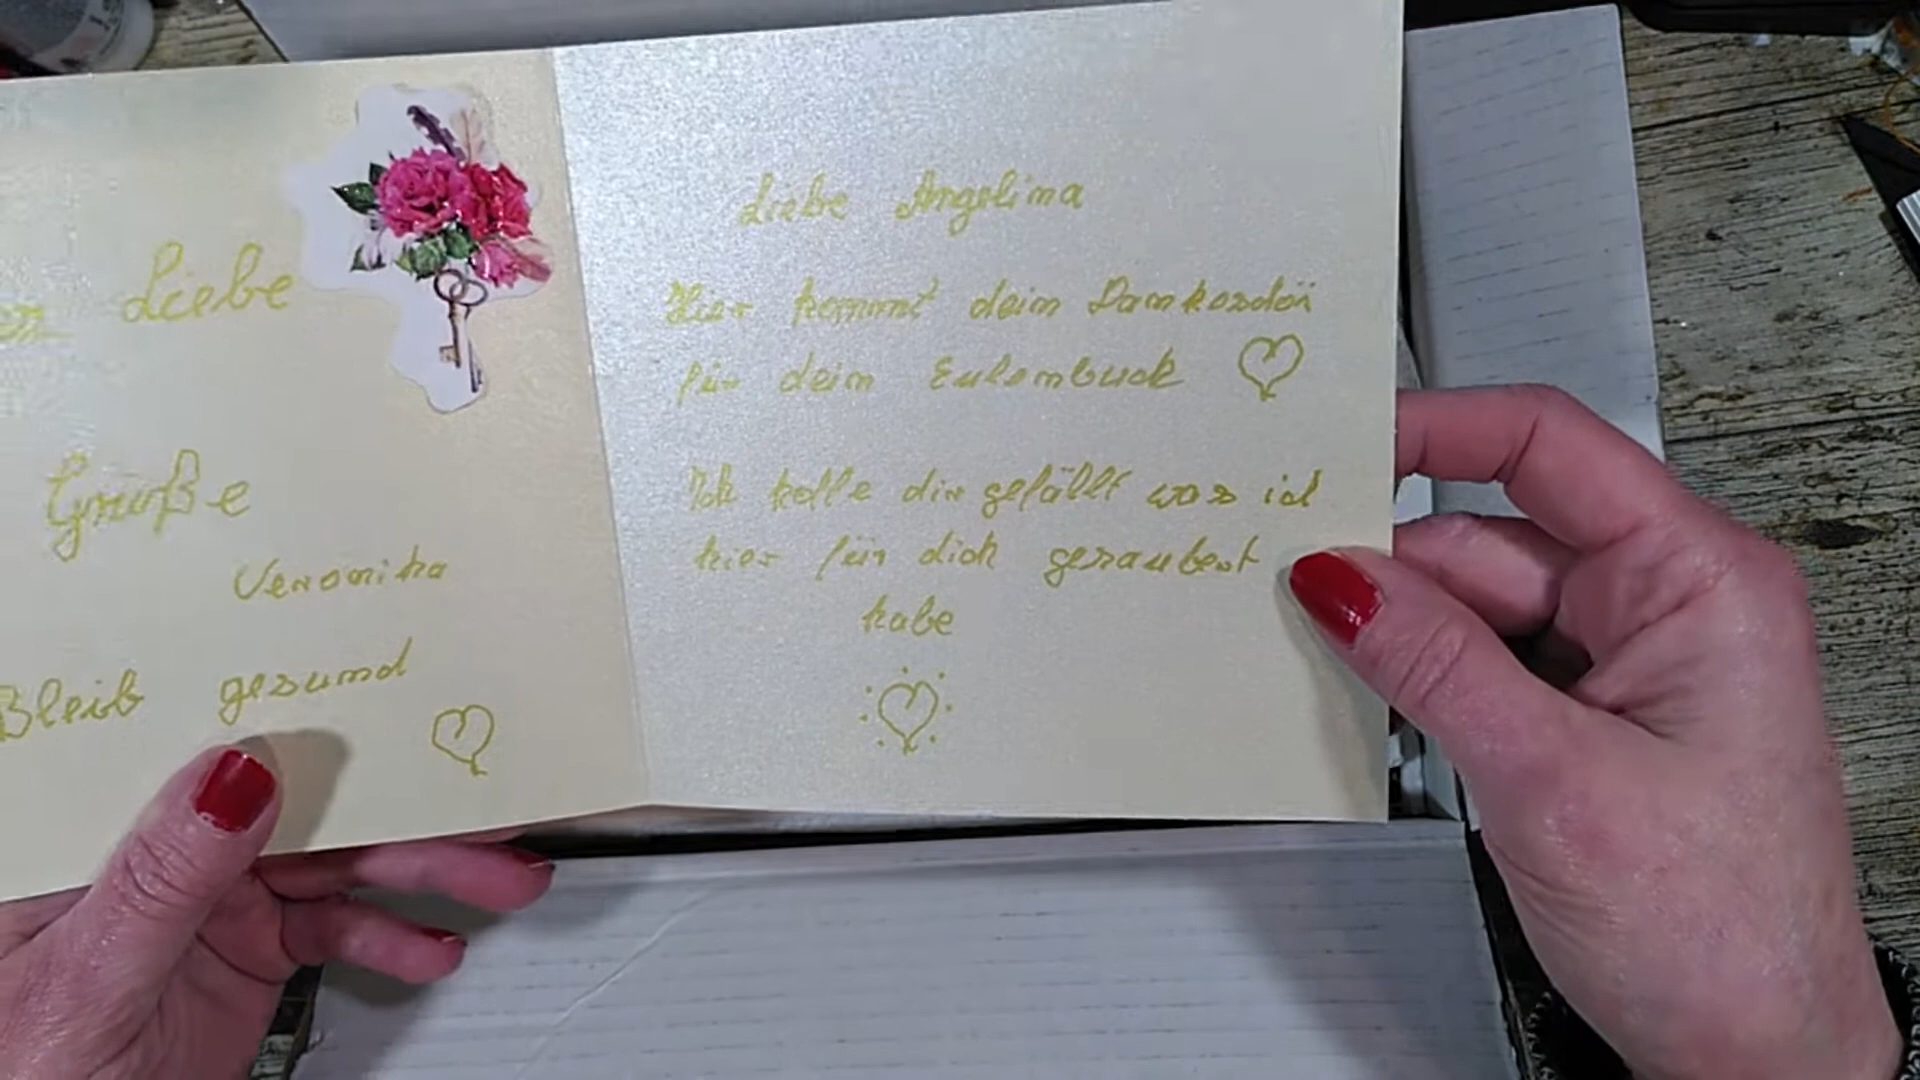 Liebe
Grüße
Veronika
Bleib gesund
Liebe Angelina
Hier kommt dein Dankesdöi
für dein Eulenbuch
Ich hoffe dir gefällt was ich
hier für dich gezaubert
habe